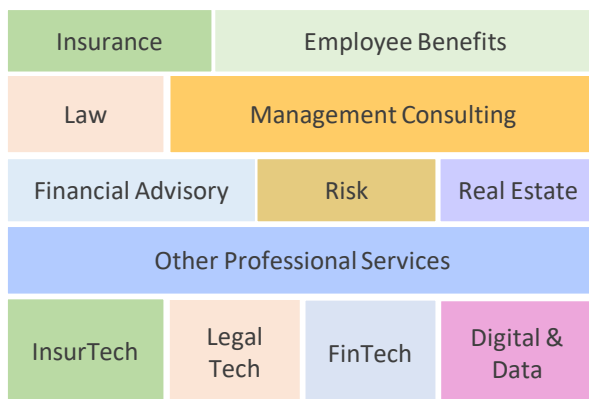 Insurance
Employee Benefits
Law
Management Consulting
Financial Advisory
Risk
Real Estate
Other Professional Services
InsurTech
Legal
Tech
FinTech
Digital &
Data